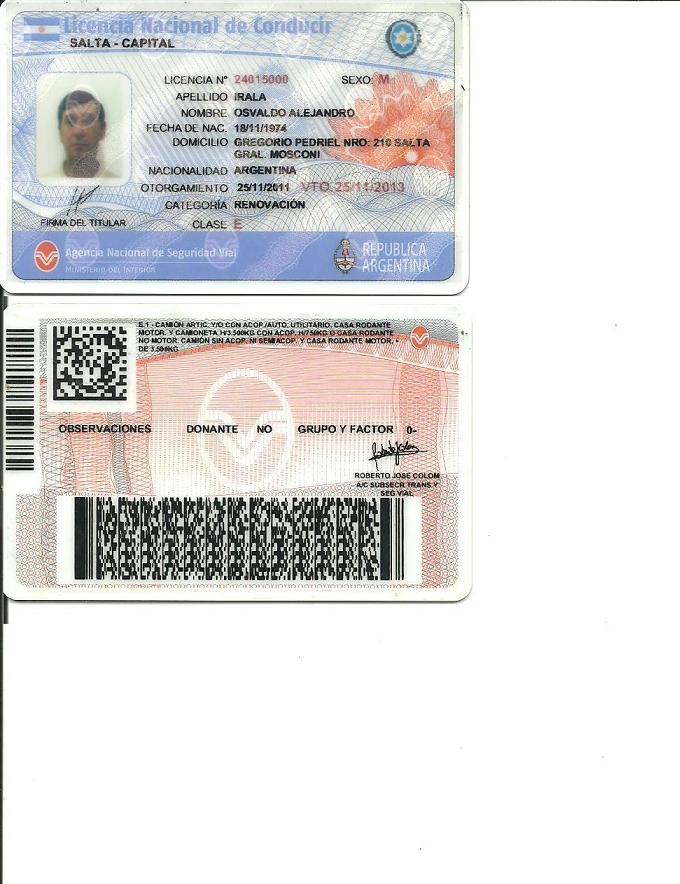 Licencia Nacional de Conducir
SALTA - CAPITAL
LICENCIA Nº 24015000 SEXO: M
APELLIDO IRALA
NOMBRE OSVALDO ALEJANDRO
FECHA DE NAC. 18/11/1974
DOMICILIO GREGORIO PEDRIEL NRO: 210 SALTA
GRAL. MOSCONI
NACIONALIDAD ARGENTINA
OTORGAMIENTO 25/11/2011 VTO. 25/11/2013
CATEGORÍA RENOVACIÓN
FIRMA DEL TITULAR
CLASE E
Agencia Nacional de Seguridad Vial
MINISTERIO DEL INTERIOR
REPUBLICA
ARGENTINA
E.1 - CAMIÓN ARTIC. Y/O CON ACOP./AUTO. UTILITARIO. CASA RODANTE
MOTOR. Y CAMIONETA H/3.500KG CON ACOP. H/750KG O CASA RODANTE
NO MOTOR. CAMIÓN SIN ACOP. NI SEMIACOP. Y CASA RODANTE MOTOR. +
DE 3.500KG
OBSERVACIONES DONANTE NO GRUPO Y FACTOR 0-
ROBERTO JOSE COLOM
A/C SUBSECR.TRANS.Y
SEG VIAL